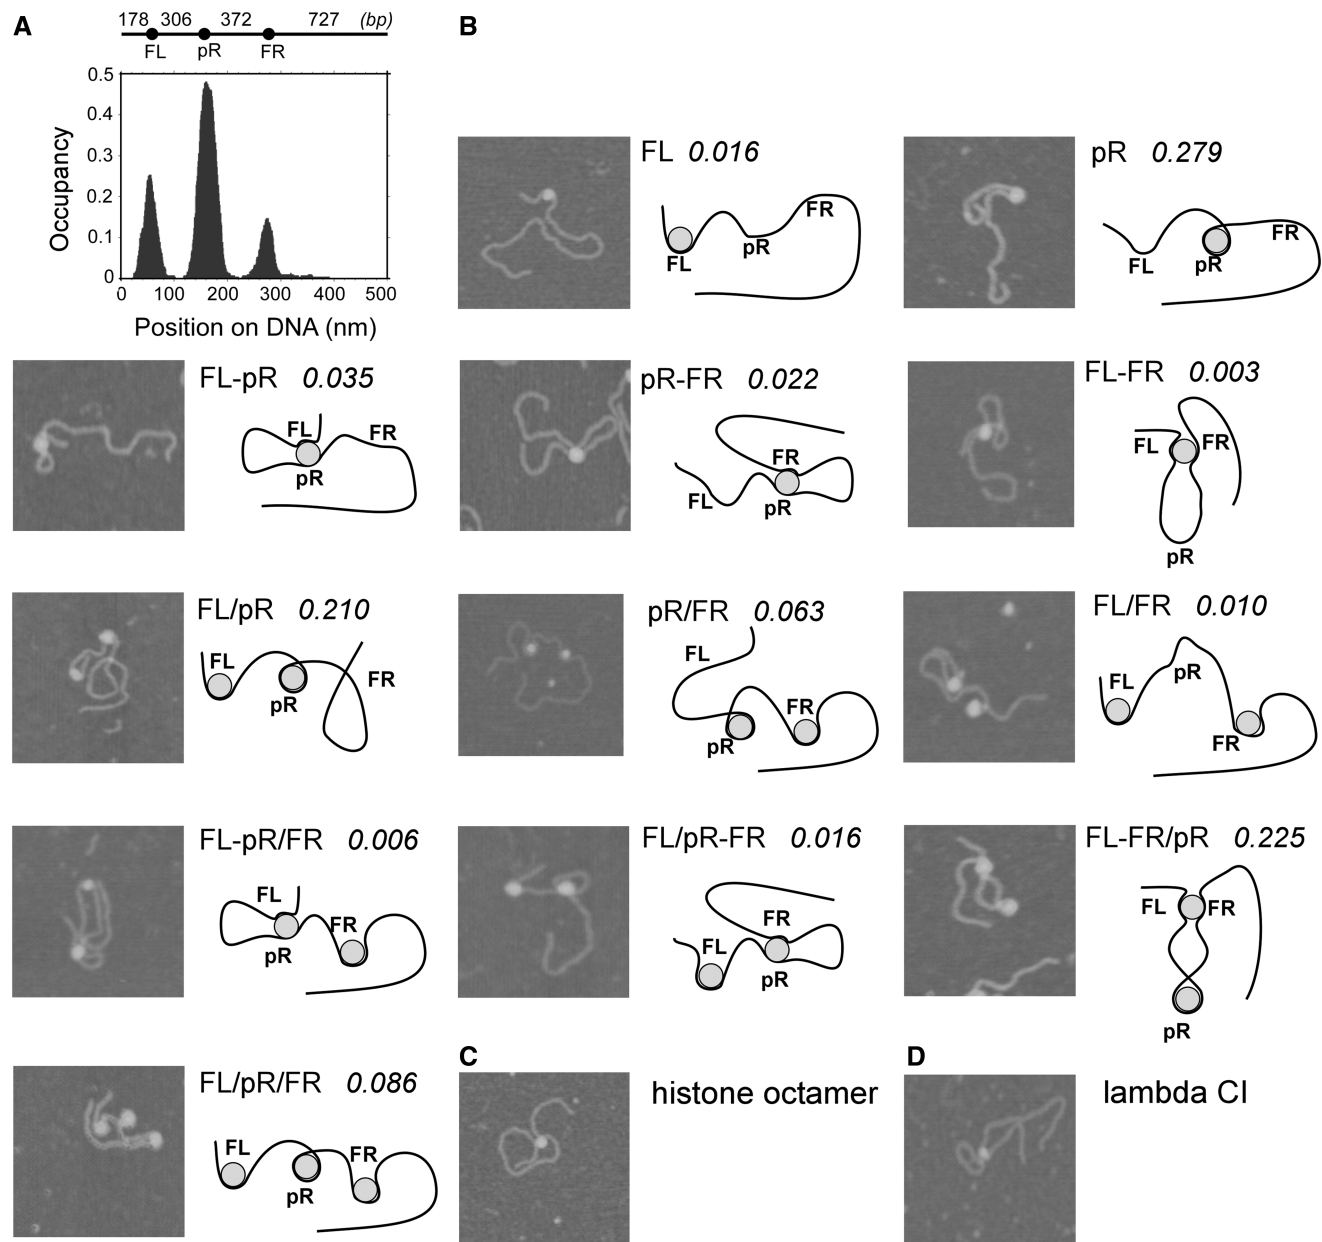 A
178 306 372 727 (bp)
FL pR FR
0.5
0.4
0.3
0.2
0.1
0
Occupancy
0 100 200 300 400 500
Position on DNA (nm)
B
FL 0.016
FL
pR
FR
pR 0.279
FL
pR
FR
FL-pR 0.035
FL
pR
FR
pR-FR 0.022
FL
FR
pR
FL-FR 0.003
FL
FR
pR
FL/pR 0.210
FL
pR
FR
pR/FR 0.063
FL
pR
FR
FL/FR 0.010
FL
pR
FR
FL-pR/FR 0.006
FL
pR
FR
FL/pR-FR 0.016
FL
FR
pR
FL-FR/pR 0.225
FL
FR
pR
FL/pR/FR 0.086
FL
pR
FR
C
histone octamer
D
lambda CI